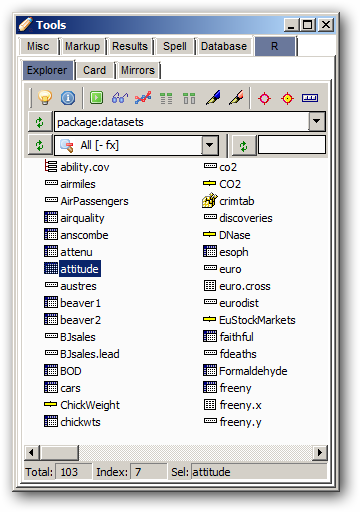 Tools
Misc Markup Results Spell Database R
Explorer Card Mirrors
package:datasets
All [- fx]
ability.cov
airmiles
AirPassengers
airquality
anscombe
attenu
attitude
austres
beaver1
beaver2
BJsales
BJsales.lead
BOD
cars
ChickWeight
chickwts
co2
CO2
crimtab
discoveries
DNase
esoph
euro
euro.cross
eurodist
EuStockMarkets
faithful
fdeaths
Formaldehyde
freeny
freeny.x
freeny.y
Total: 103 Index: 7 Sel: attitude